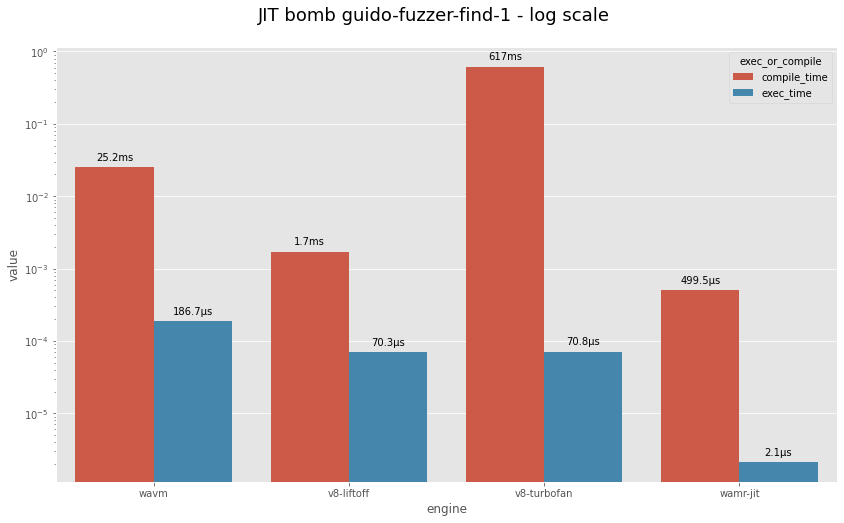 JIT bomb guido-fuzzer-find-1 - log scale
exec_or_compile
compile_time
exec_time
value
10⁰
10⁻¹
10⁻²
10⁻³
10⁻⁴
10⁻⁵
25.2ms
186.7µs
1.7ms
70.3µs
617ms
70.8µs
499.5µs
2.1µs
wavm
v8-liftoff
v8-turbofan
wamr-jit
engine